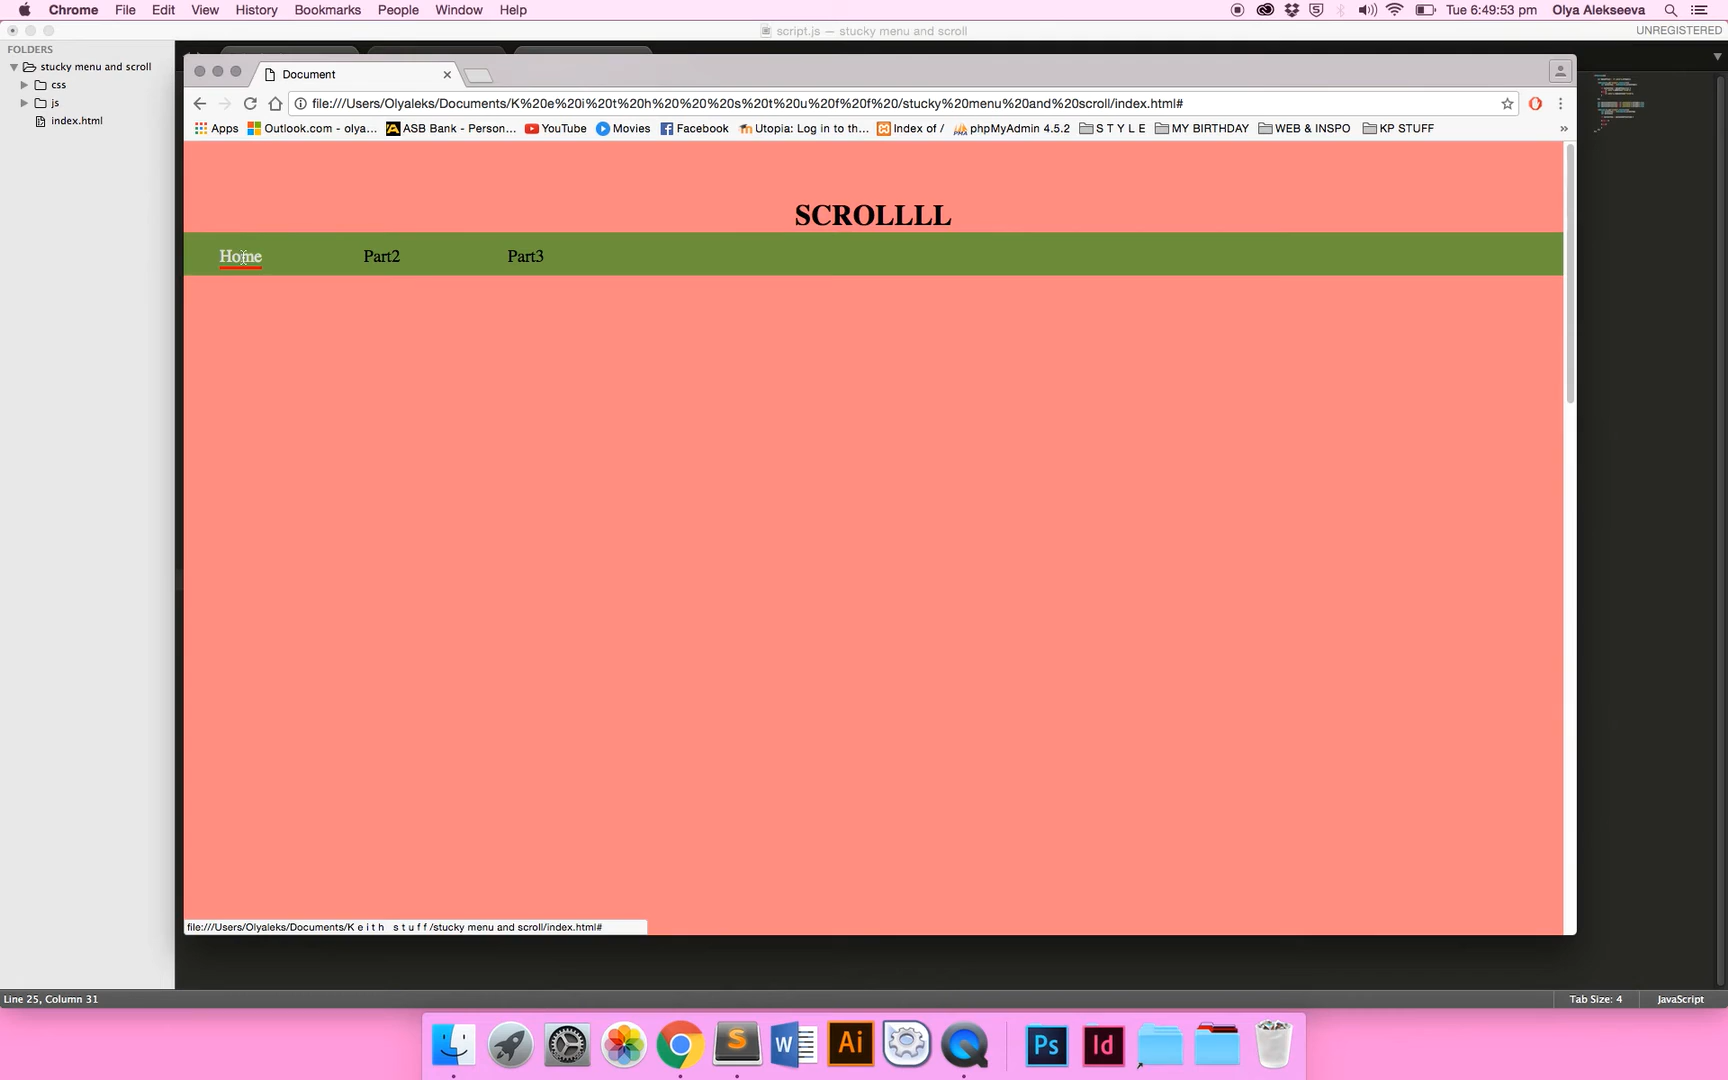 Chrome File Edit View History Bookmarks People Window Help Tue 6:49:53 pm Olya Alekseeva
script.js — stucky menu and scroll UNREGISTERED
FOLDERS
stucky menu and scroll
css
js
index.html
Document
file:///Users/Olyaleks/Documents/K%20e%20i%20t%20h%20%20%20s%20t%20u%20f%20f%20/stucky%20menu%20and%20scroll/index.html#
Apps Outlook.com - olya... ASB Bank - Person... YouTube Movies Facebook Utopia: Log in to th... Index of / phpMyAdmin 4.5.2 S T Y L E MY BIRTHDAY WEB & INSPO KP STUFF »
SCROLLLL
Home Part2 Part3
file:///Users/Olyaleks/Documents/K e i t h   s t u f f /stucky menu and scroll/index.html#
Line 25, Column 31 Tab Size: 4 JavaScript
S W Ai Ps Id